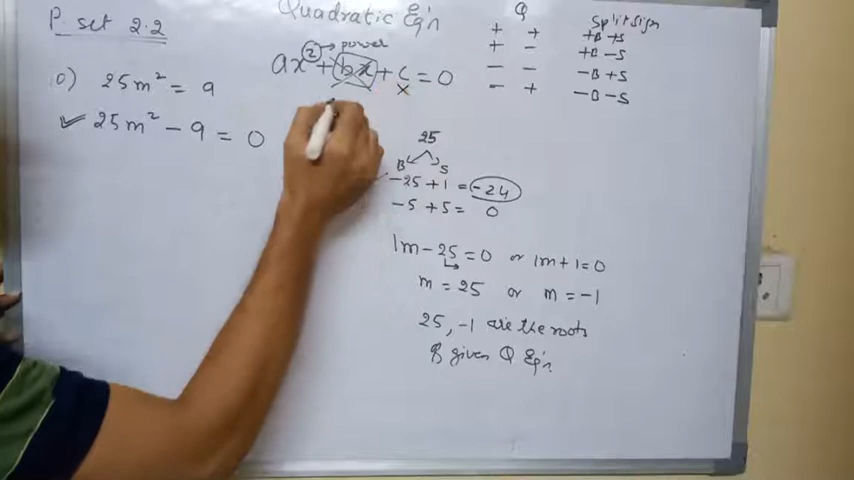 P. set 2.2
Quadratic Eqn
ax² + bx + c = 0
→ power
x
o) 25m² = 9
✓ 25m² - 9 = 0
Q Split sign
+ + +B +S
+ - +B -S
- - -B +S
- + -B -S
25
B S
-25 + 1 = -24
-5 + 5 = 0
1m - 25 = 0 or 1m + 1 = 0
m = 25 or m = -1
25, -1 are the roots
of given Q Eqn.